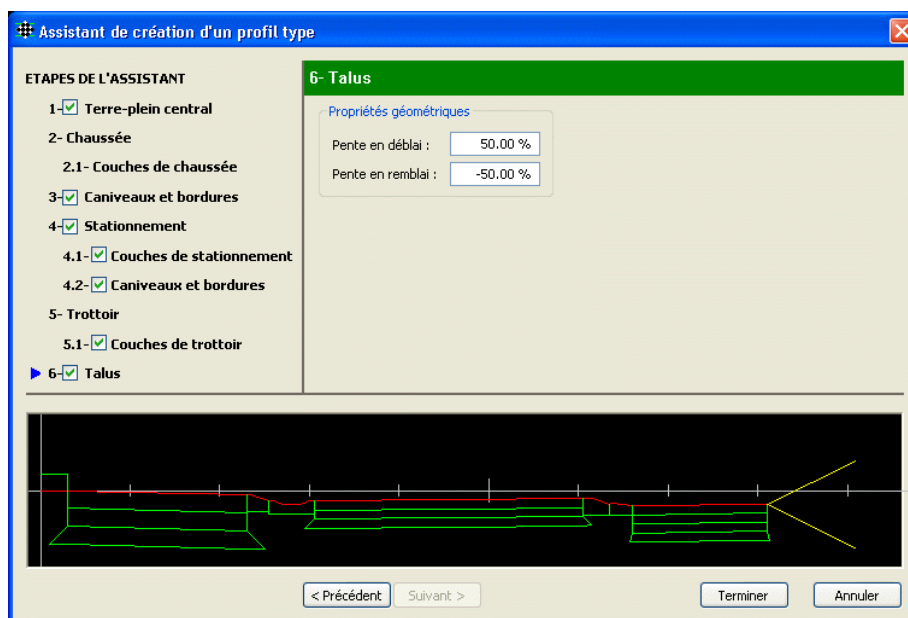 Assistant de création d'un profil type
ETAPES DE L'ASSISTANT
1- Terre-plein central
2- Chaussée
2.1- Couches de chaussée
3- Caniveaux et bordures
4- Stationnement
4.1- Couches de stationnement
4.2- Caniveaux et bordures
5- Trottoir
5.1- Couches de trottoir
6- Talus
6- Talus
Propriétés géométriques
Pente en déblai : 50.00 %
Pente en remblai : -50.00 %
< Précédent
Suivant >
Terminer
Annuler